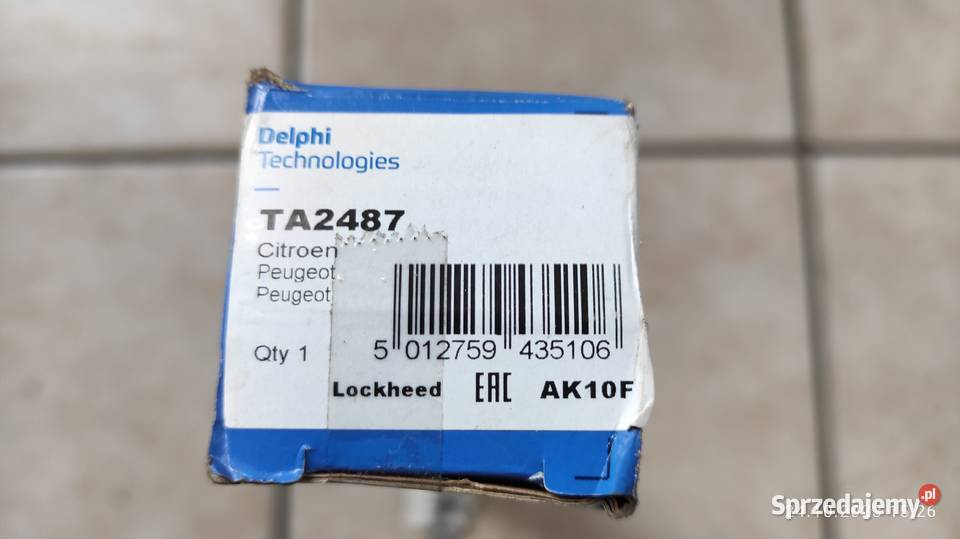 Delphi
Technologies
TA2487
Citroen
Peugeot
Peugeot
Qty 1
5 012759 435106
Lockheed
EAC
AK10F
Sprzedajemy.pl